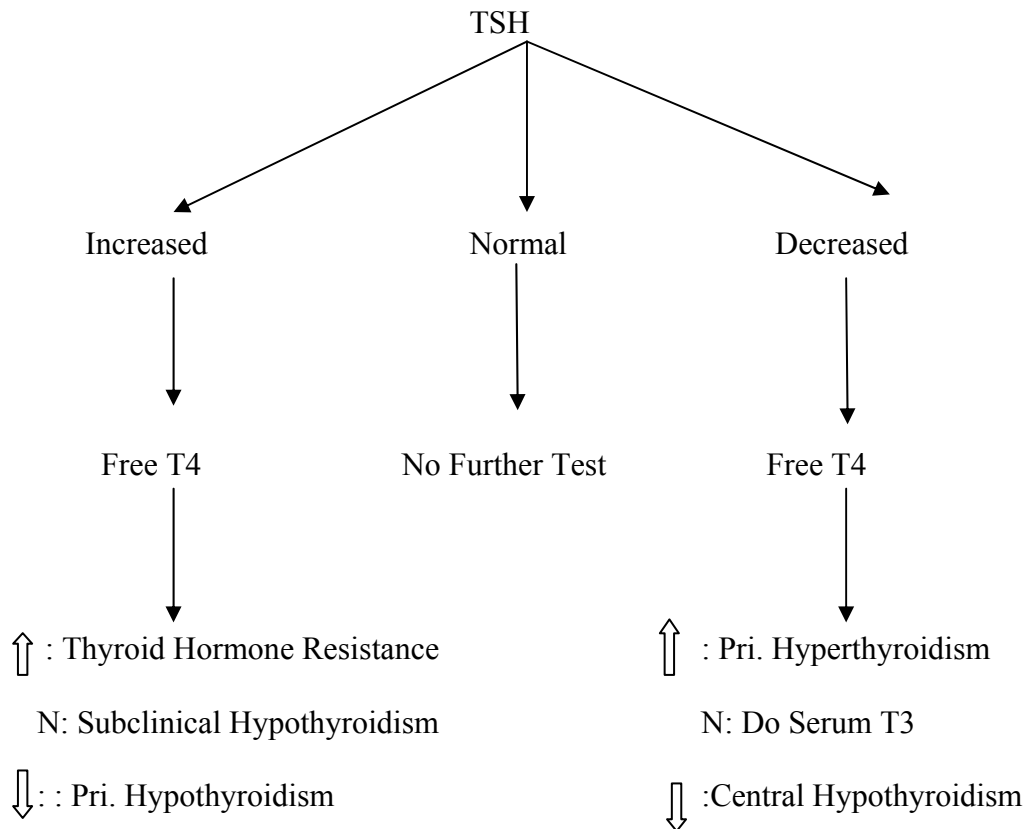 TSH
Increased Normal Decreased
Free T4 No Further Test Free T4
⇧ : Thyroid Hormone Resistance ⇧ : Pri. Hyperthyroidism
N: Subclinical Hypothyroidism N: Do Serum T3
⇩: : Pri. Hypothyroidism ⇩ :Central Hypothyroidism